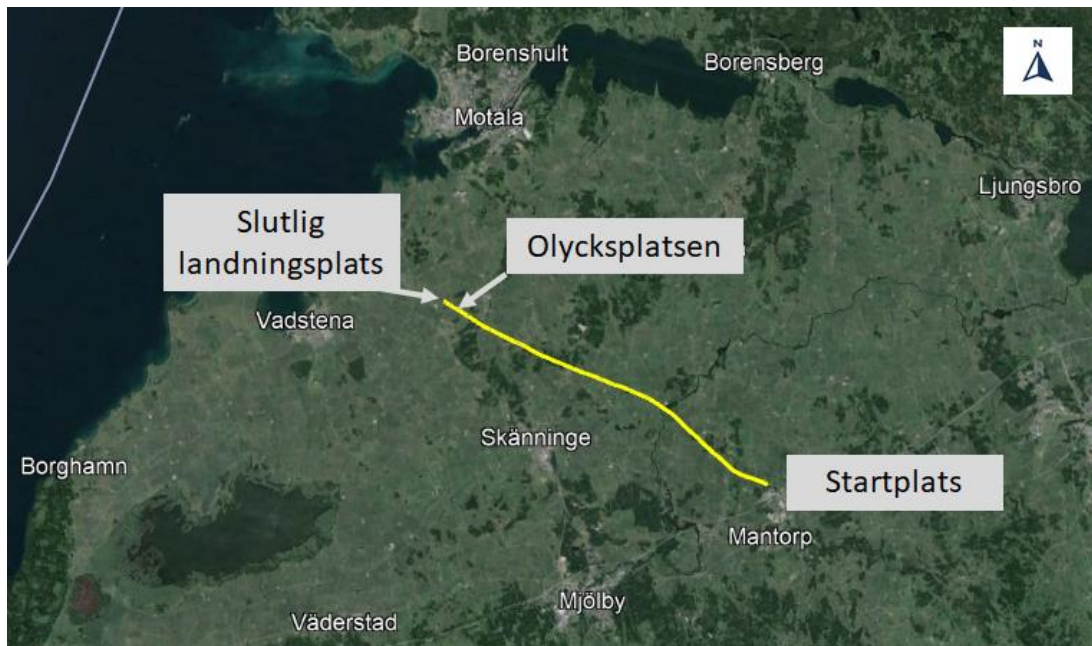 N
Borenshult
Borensberg
Motala
Ljungsbro
Slutlig
landningsplats
Olycksplatsen
Vadstena
Skänninge
Borghamn
Startplats
Mantorp
Mjölby
Väderstad